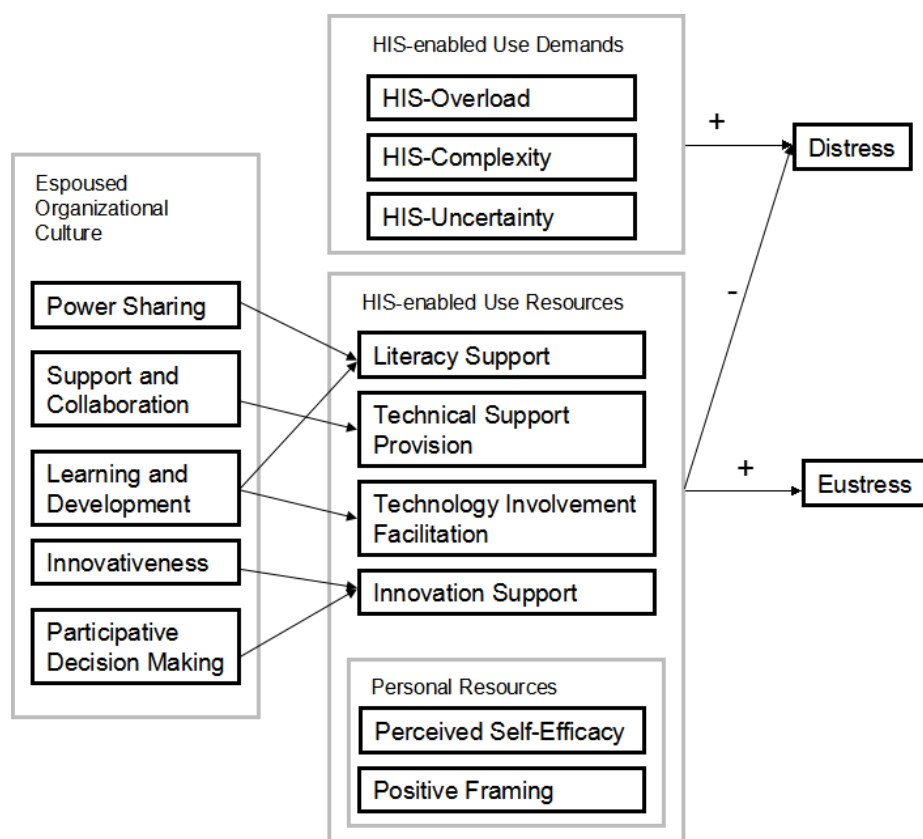 HIS-enabled Use Demands
HIS-Overload
HIS-Complexity
HIS-Uncertainty
+
Distress
Espoused
Organizational
Culture
Power Sharing
Support and
Collaboration
Learning and
Development
Innovativeness
Participative
Decision Making
HIS-enabled Use Resources
Literacy Support
Technical Support
Provision
Technology Involvement
Facilitation
Innovation Support
-
+
Eustress
Personal Resources
Perceived Self-Efficacy
Positive Framing